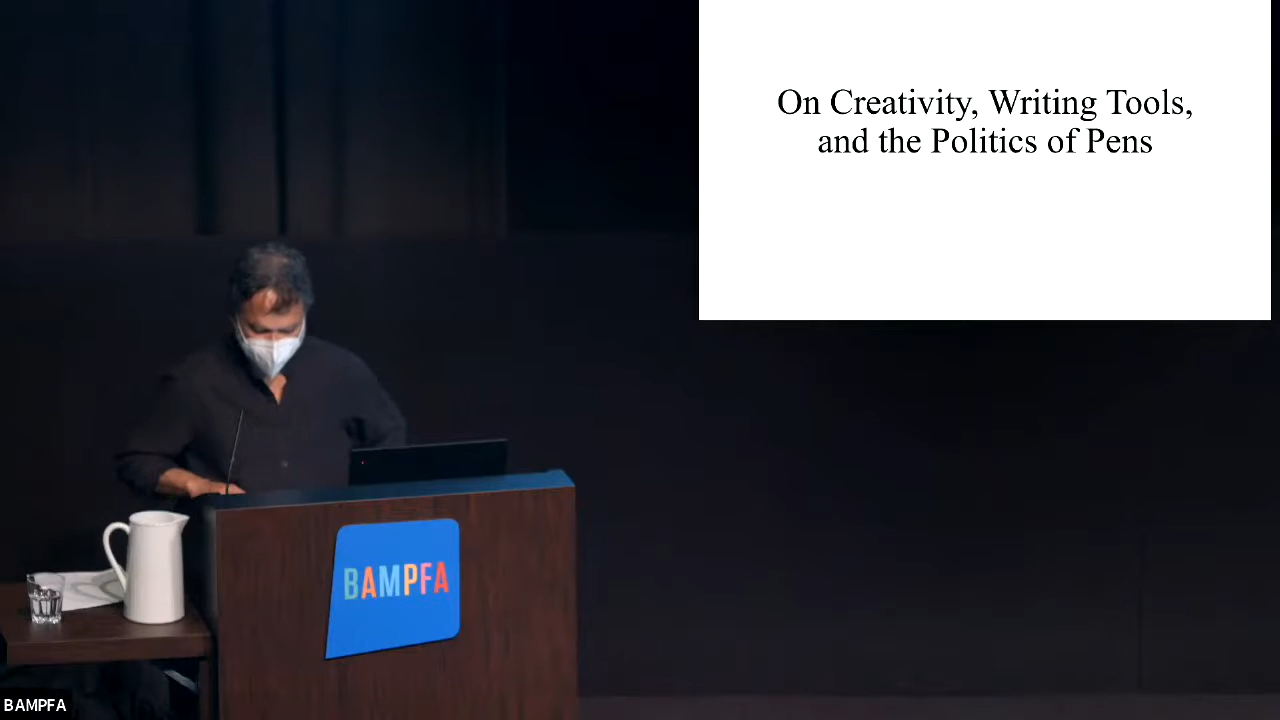 On Creativity, Writing Tools,
and the Politics of Pens
BAMPFA
BAMPFA